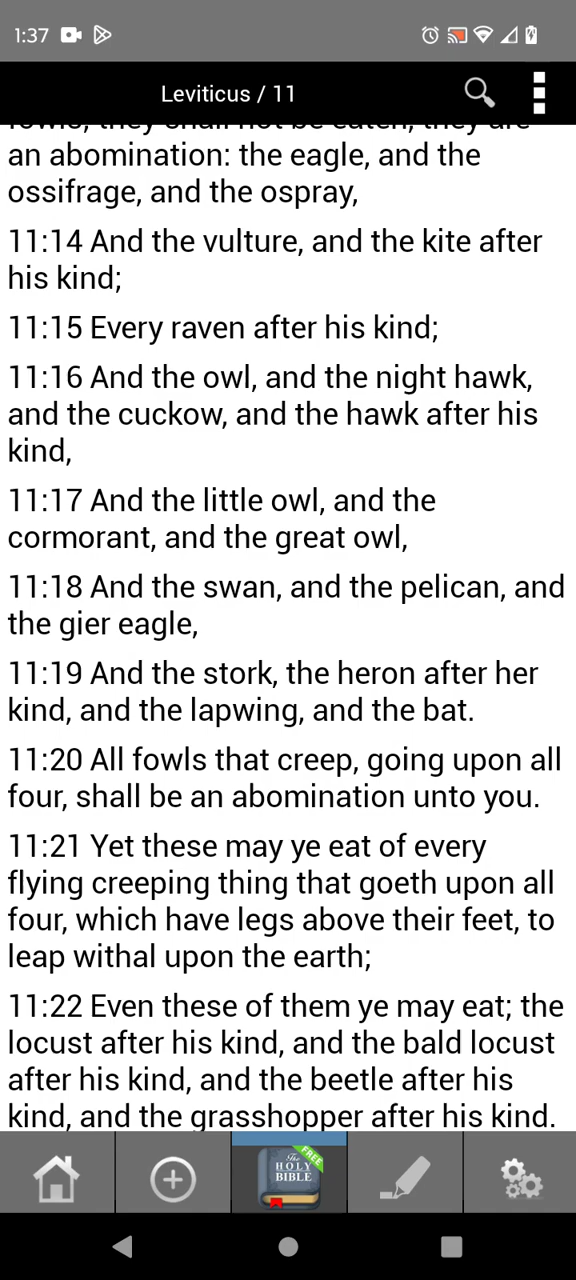 1:37
Leviticus / 11
fowls; they shall not be eaten, they are
an abomination: the eagle, and the
ossifrage, and the ospray,
11:14 And the vulture, and the kite after
his kind;
11:15 Every raven after his kind;
11:16 And the owl, and the night hawk,
and the cuckow, and the hawk after his
kind,
11:17 And the little owl, and the
cormorant, and the great owl,
11:18 And the swan, and the pelican, and
the gier eagle,
11:19 And the stork, the heron after her
kind, and the lapwing, and the bat.
11:20 All fowls that creep, going upon all
four, shall be an abomination unto you.
11:21 Yet these may ye eat of every
flying creeping thing that goeth upon all
four, which have legs above their feet, to
leap withal upon the earth;
11:22 Even these of them ye may eat; the
locust after his kind, and the bald locust
after his kind, and the beetle after his
kind, and the grasshopper after his kind.
The
HOLY
BIBLE
FREE